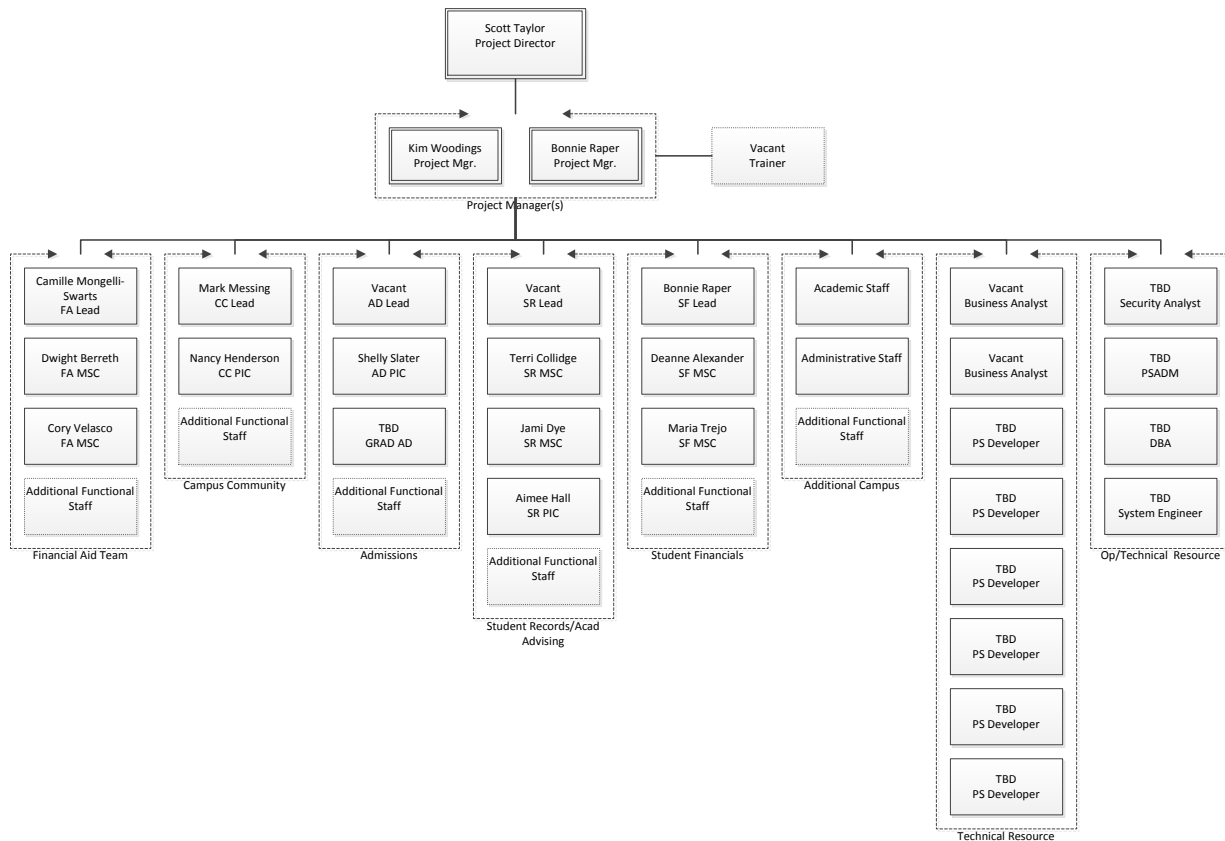 Scott Taylor
Project Director
Kim Woodings
Project Mgr.
Bonnie Raper
Project Mgr.
Vacant
Trainer
Project Manager(s)
Camille Mongelli-
Swarts
FA Lead
Dwight Berreth
FA MSC
Cory Velasco
FA MSC
Additional Functional
Staff
Financial Aid Team
Mark Messing
CC Lead
Nancy Henderson
CC PIC
Additional Functional
Staff
Campus Community
Vacant
AD Lead
Shelly Slater
AD PIC
TBD
GRAD AD
Additional Functional
Staff
Admissions
Vacant
SR Lead
Terri Collidge
SR MSC
Jami Dye
SR MSC
Aimee Hall
SR PIC
Additional Functional
Staff
Student Records/Acad
Advising
Bonnie Raper
SF Lead
Deanne Alexander
SF MSC
Maria Trejo
SF MSC
Additional Functional
Staff
Student Financials
Academic Staff
Administrative Staff
Additional Functional
Staff
Additional Campus
Vacant
Business Analyst
Vacant
Business Analyst
TBD
PS Developer
TBD
PS Developer
TBD
PS Developer
TBD
PS Developer
TBD
PS Developer
TBD
PS Developer
Technical Resource
TBD
Security Analyst
TBD
PSADM
TBD
DBA
TBD
System Engineer
Op/Technical Resource